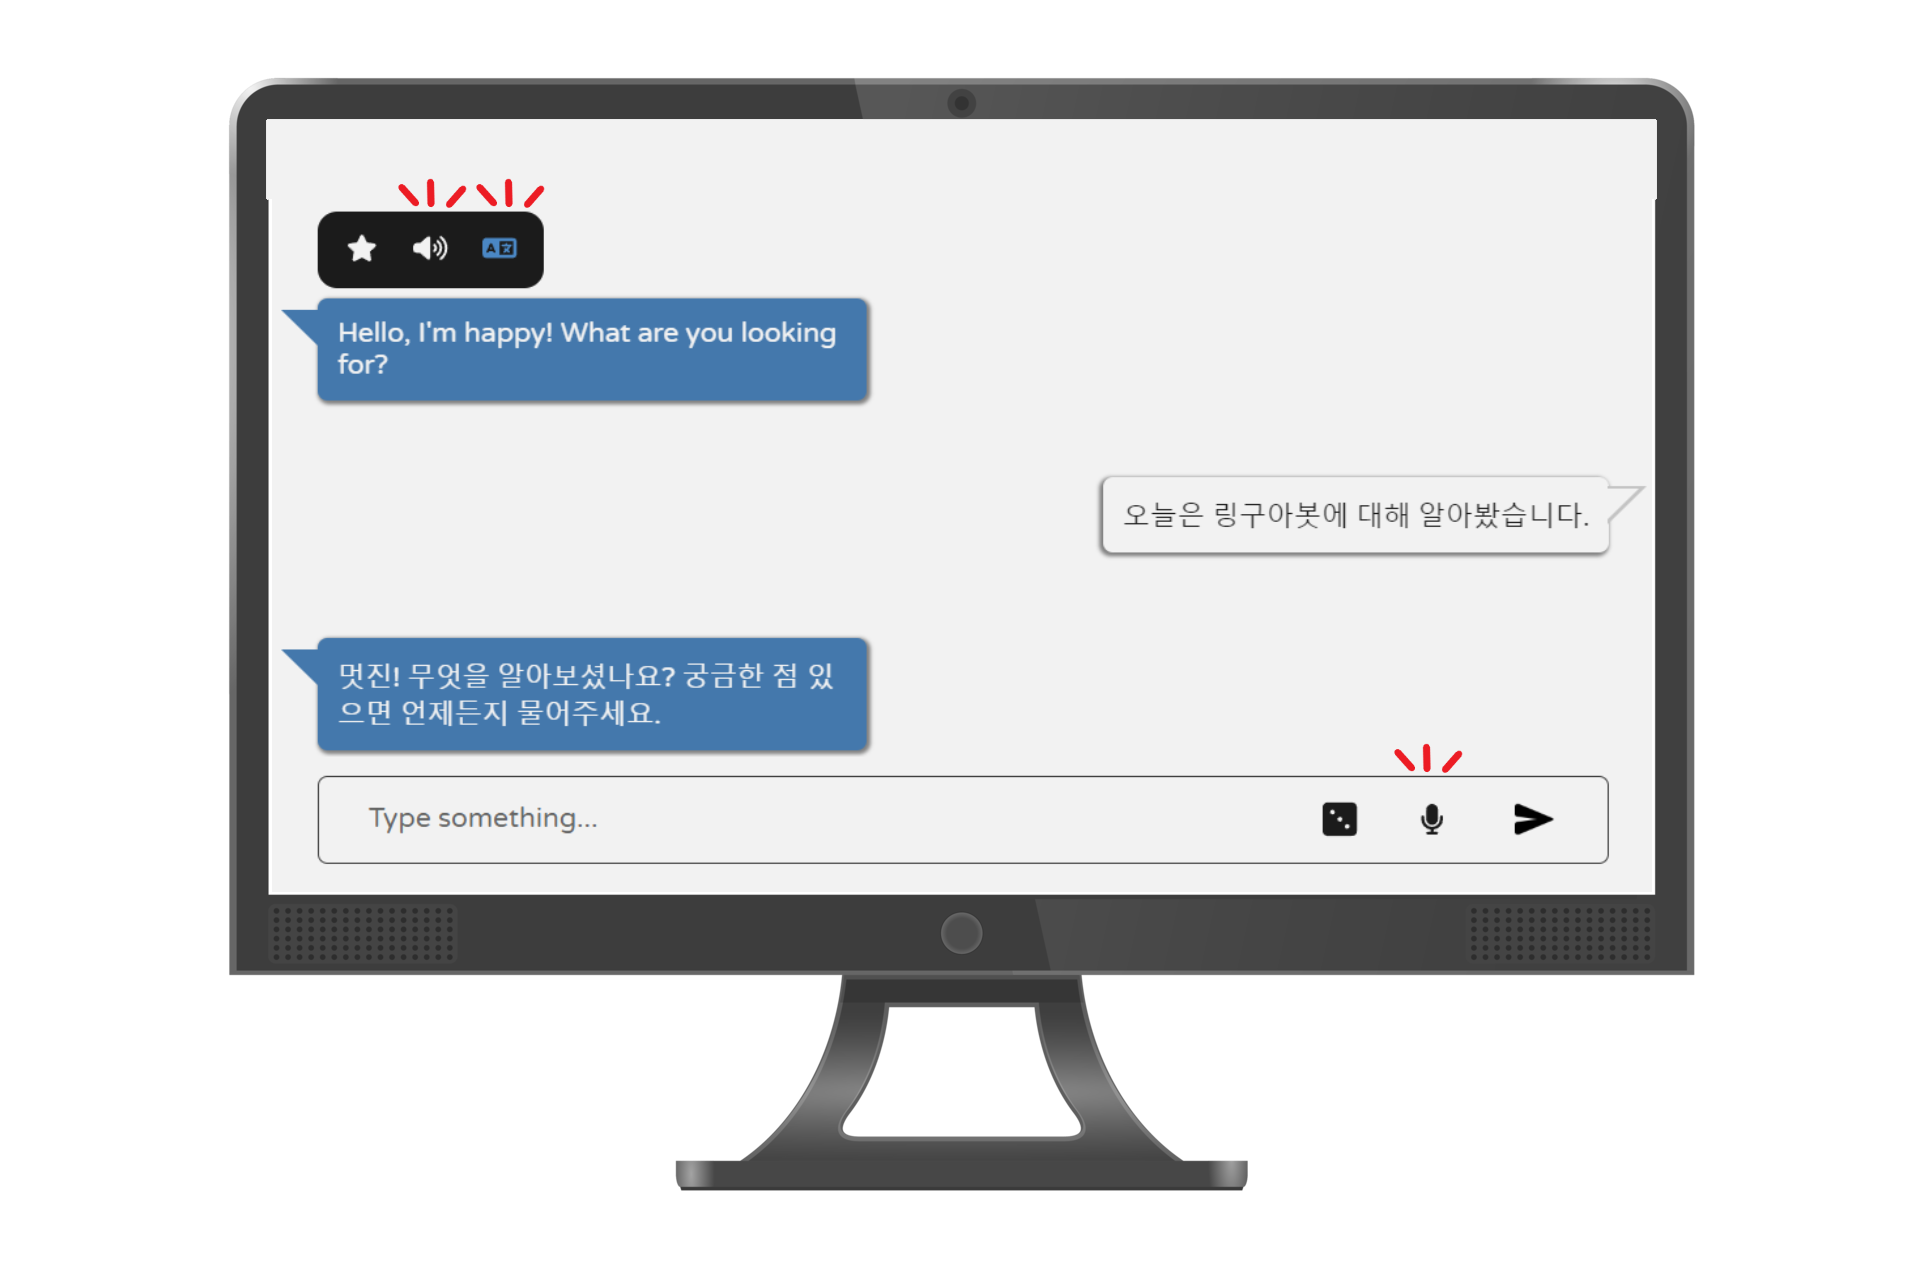 Hello, I'm happy! What are you looking
for?
오늘은 링구아봇에 대해 알아봤습니다.
멋진! 무엇을 알아보셨나요? 궁금한 점 있
으면 언제든지 물어주세요.
Type something...